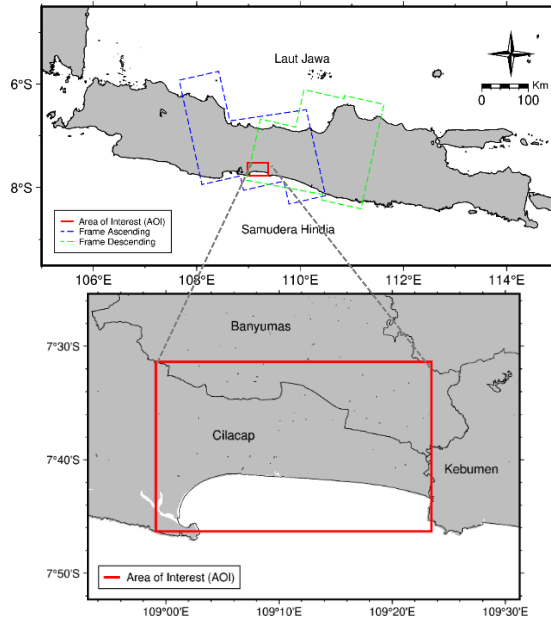 Laut Jawa
Km
0 100
6°S
8°S
Area of Interest (AOI)
Frame Ascending
Frame Descending
Samudera Hindia
106°E 108°E 110°E 112°E 114°E
Banyumas
7°30'S
Cilacap
7°40'S
Kebumen
7°50'S
Area of Interest (AOI)
109°00'E 109°10'E 109°20'E 109°30'E